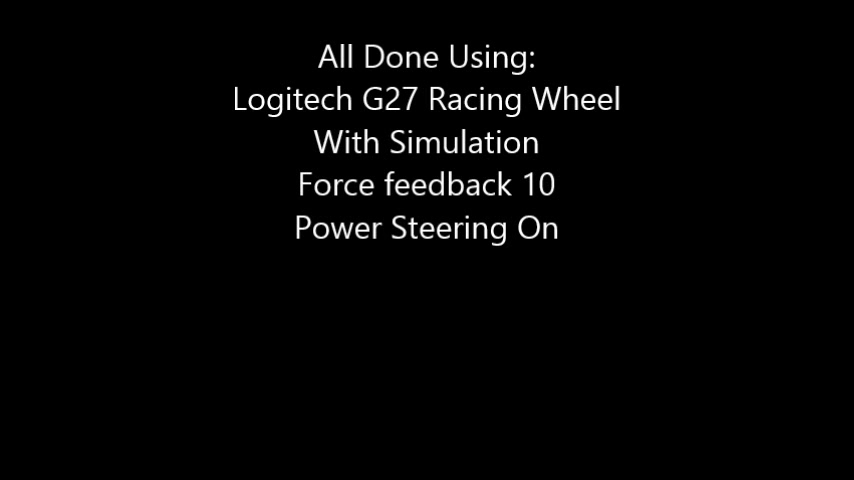 All Done Using:
Logitech G27 Racing Wheel
With Simulation
Force feedback 10
Power Steering On